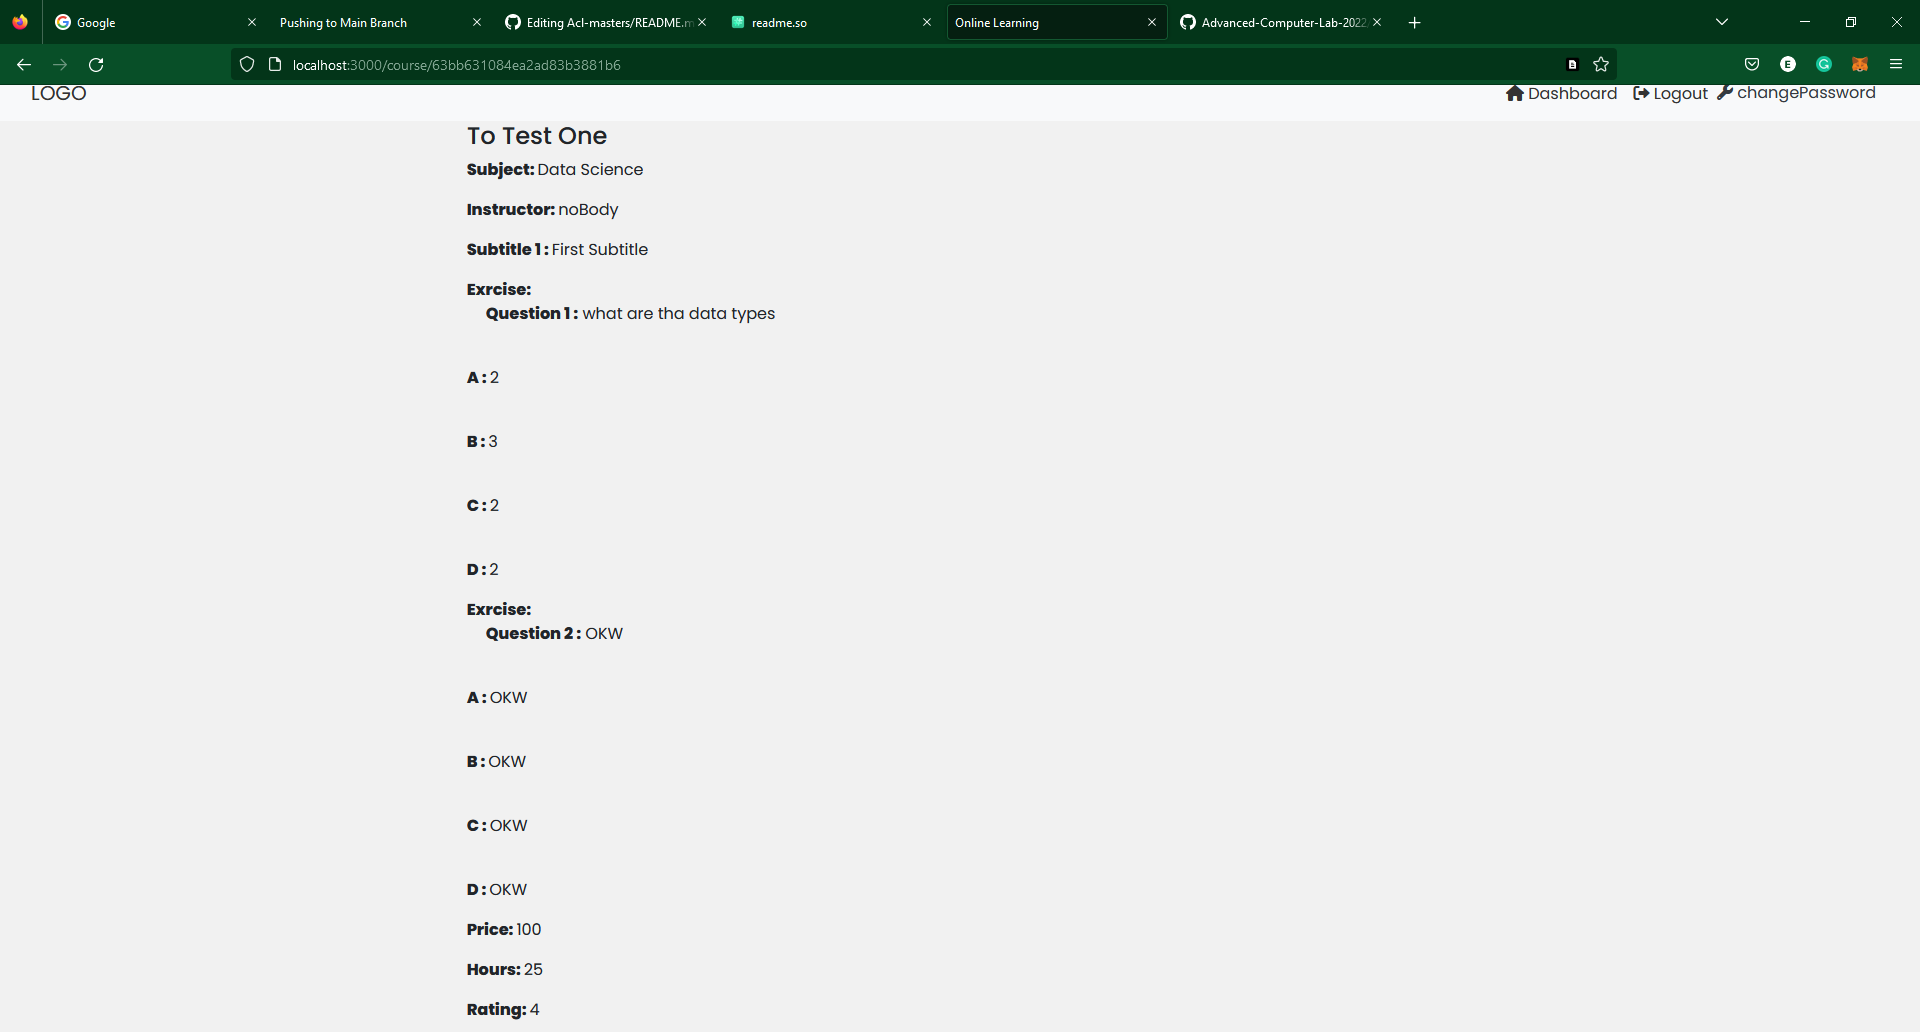 Google
Pushing to Main Branch
Editing Acl-masters/README.m
readme.so
Online Learning
Advanced-Computer-Lab-2022
localhost:3000/course/63bb631084ea2ad83b3881b6
LOGO
Dashboard
Logout
changePassword
To Test One
Subject: Data Science
Instructor: noBody
Subtitle 1 : First Subtitle
Exrcise:
Question 1 : what are tha data types
A : 2
B : 3
C : 2
D : 2
Exrcise:
Question 2 : OKW
A : OKW
B : OKW
C : OKW
D : OKW
Price: 100
Hours: 25
Rating: 4